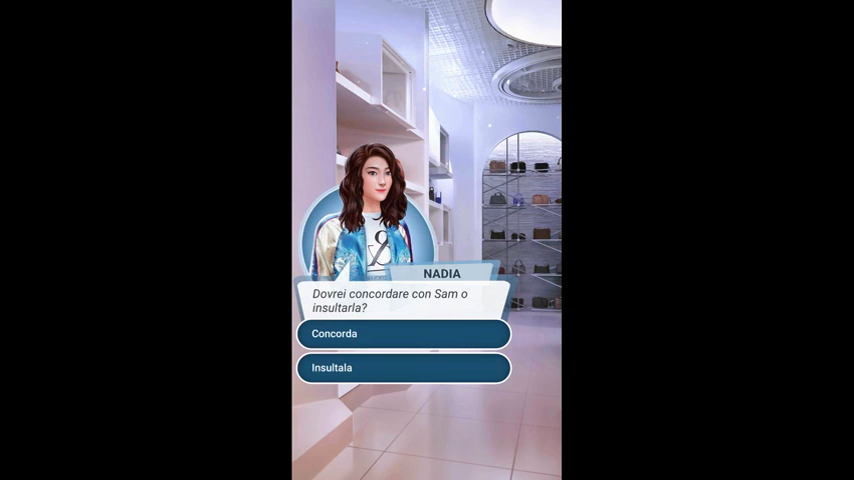 NADIA
Dovrei concordare con Sam o
insultarla?
Concorda
Insultala